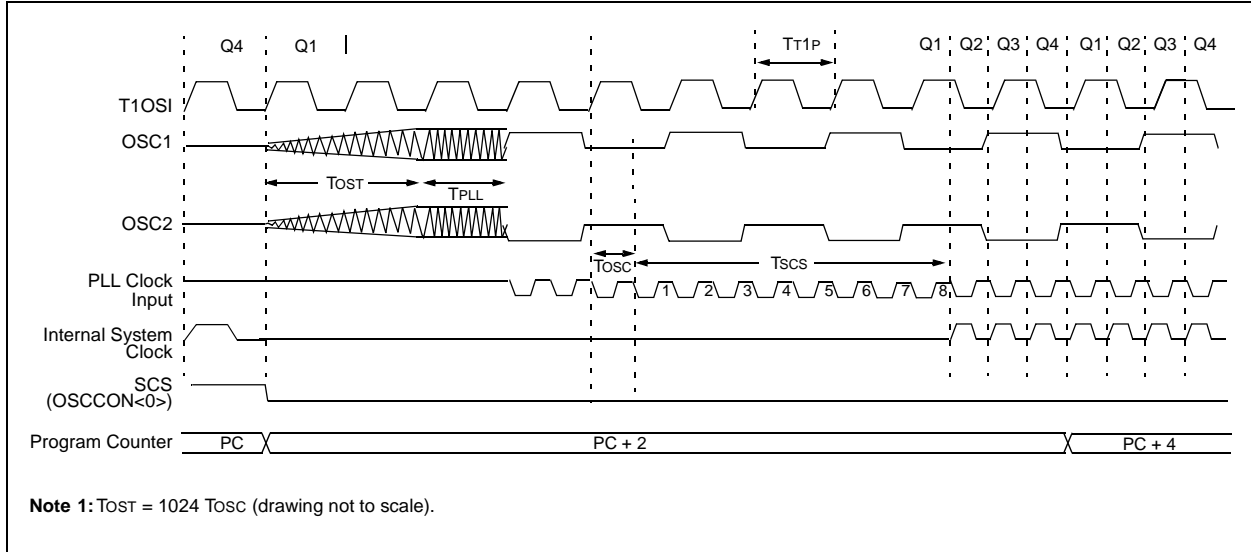 Q4 Q1 TT1P Q1 Q2 Q3 Q4 Q1 Q2 Q3 Q4
T1OSI
OSC1
TOST
TPLL
OSC2
TOSC TSCS
PLL Clock
Input
1 2 3 4 5 6 7 8
Internal System
Clock
SCS
(OSCCON<0>)
Program Counter PC PC + 2 PC + 4
Note 1: TOST = 1024 TOSC (drawing not to scale).